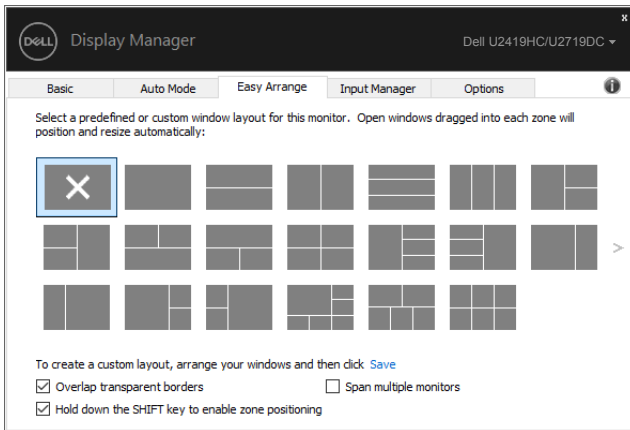 x
DELL Display Manager Dell U2419HC/U2719DC
Basic Auto Mode Easy Arrange Input Manager Options i
Select a predefined or custom window layout for this monitor. Open windows dragged into each zone will
position and resize automatically:
>
To create a custom layout, arrange your windows and then click Save
Overlap transparent borders Span multiple monitors
Hold down the SHIFT key to enable zone positioning